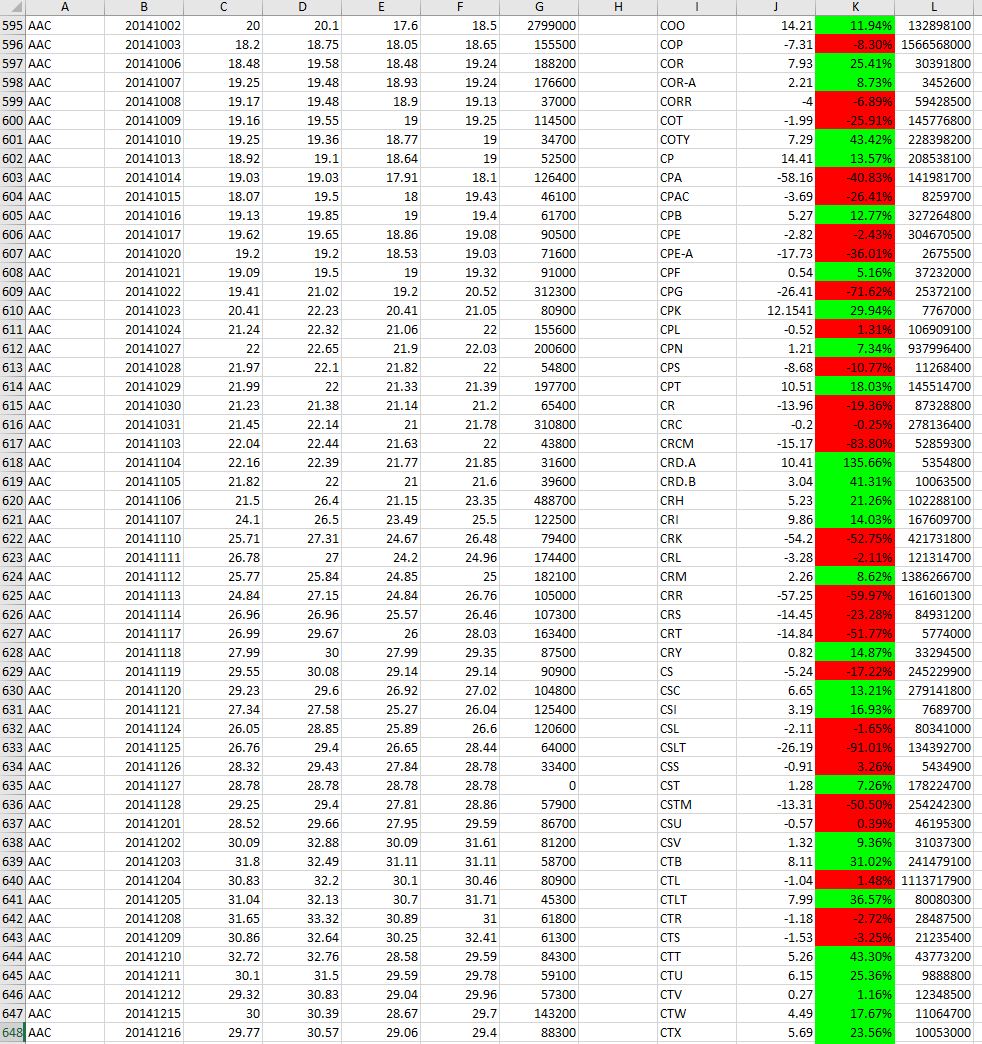 A B C D E F G H I J K L
595 AAC 20141002 20 20.1 17.6 18.5 2799000 COO 14.21 11.94% 132898100
596 AAC 20141003 18.2 18.75 18.05 18.65 155500 COP -7.31 -8.30% 1566568000
597 AAC 20141006 18.48 19.58 18.48 19.24 188200 COR 7.93 25.41% 30391800
598 AAC 20141007 19.25 19.48 18.93 19.24 176600 COR-A 2.21 8.73% 3452600
599 AAC 20141008 19.17 19.48 18.9 19.13 37000 CORR -4 -6.89% 59428500
600 AAC 20141009 19.16 19.55 19 19.25 114500 COT -1.99 -25.91% 145776800
601 AAC 20141010 19.25 19.36 18.77 19 34700 COTY 7.29 43.42% 228398200
602 AAC 20141013 18.92 19.1 18.64 19 52500 CP 14.41 13.57% 208538100
603 AAC 20141014 19.03 19.03 17.91 18.1 126400 CPA -58.16 -40.83% 141981700
604 AAC 20141015 18.07 19.5 18 19.43 46100 CPAC -3.69 -26.41% 8259700
605 AAC 20141016 19.13 19.85 19 19.4 61700 CPB 5.27 12.77% 327264800
606 AAC 20141017 19.62 19.65 18.86 19.08 90500 CPE -2.82 -2.43% 304670500
607 AAC 20141020 19.2 19.2 18.53 19.03 71600 CPE-A -17.73 -36.01% 2675500
608 AAC 20141021 19.09 19.5 19 19.32 91000 CPF 0.54 5.16% 37232000
609 AAC 20141022 19.41 21.02 19.2 20.52 312300 CPG -26.41 -71.62% 25372100
610 AAC 20141023 20.41 22.23 20.41 21.05 80900 CPK 12.1541 29.94% 7767000
611 AAC 20141024 21.24 22.32 21.06 22 155600 CPL -0.52 1.31% 106909100
612 AAC 20141027 22 22.65 21.9 22.03 200600 CPN 1.21 7.34% 937996400
613 AAC 20141028 21.97 22.1 21.82 22 54800 CPS -8.68 -10.77% 11268400
614 AAC 20141029 21.99 22 21.33 21.39 197700 CPT 10.51 18.03% 145514700
615 AAC 20141030 21.23 21.38 21.14 21.2 65400 CR -13.96 -19.36% 87328800
616 AAC 20141031 21.45 22.14 21 21.78 310800 CRC -0.2 -0.25% 278136400
617 AAC 20141103 22.04 22.44 21.63 22 43800 CRCM -15.17 -83.80% 52859300
618 AAC 20141104 22.16 22.39 21.77 21.85 31600 CRD.A 10.41 135.66% 5354800
619 AAC 20141105 21.82 22 21 21.6 39600 CRD.B 3.04 41.31% 10063500
620 AAC 20141106 21.5 26.4 21.15 23.35 488700 CRH 5.23 21.26% 102288100
621 AAC 20141107 24.1 26.5 23.49 25.5 122500 CRI 9.86 14.03% 167609700
622 AAC 20141110 25.71 27.31 24.67 26.48 79400 CRK -54.2 -52.75% 421731800
623 AAC 20141111 26.78 27 24.2 24.96 174400 CRL -3.28 -2.11% 121314700
624 AAC 20141112 25.77 25.84 24.85 25 182100 CRM 2.26 8.62% 1386266700
625 AAC 20141113 24.84 27.15 24.84 26.76 105000 CRR -57.25 -59.97% 161601300
626 AAC 20141114 26.96 26.96 25.57 26.46 107300 CRS -14.45 -23.28% 84931200
627 AAC 20141117 26.99 29.67 26 28.03 163400 CRT -14.84 -51.77% 5774000
628 AAC 20141118 27.99 30 27.99 29.35 87500 CRY 0.82 14.87% 33294500
629 AAC 20141119 29.55 30.08 29.14 29.14 90900 CS -5.24 -17.22% 245229900
630 AAC 20141120 29.23 29.6 26.92 27.02 104800 CSC 6.65 13.21% 279141800
631 AAC 20141121 27.34 27.58 25.27 26.04 125400 CSI 3.19 16.93% 7689700
632 AAC 20141124 26.05 28.85 25.89 26.6 120600 CSL -2.11 -1.65% 80341000
633 AAC 20141125 26.76 29.4 26.65 28.44 64000 CSLT -26.19 -91.01% 134392700
634 AAC 20141126 28.32 29.43 27.84 28.78 33400 CSS -0.91 3.26% 5434900
635 AAC 20141127 28.78 28.78 28.78 28.78 0 CST 1.28 7.26% 178224700
636 AAC 20141128 29.25 29.4 27.81 28.86 57900 CSTM -13.31 -50.50% 254242300
637 AAC 20141201 28.52 29.66 27.95 29.59 86700 CSU -0.57 0.39% 46195300
638 AAC 20141202 30.09 32.88 30.09 31.61 81200 CSV 1.32 9.36% 31037300
639 AAC 20141203 31.8 32.49 31.11 31.11 58700 CTB 8.11 31.02% 241479100
640 AAC 20141204 30.83 32.2 30.1 30.46 80900 CTL -1.04 1.48% 1113717900
641 AAC 20141205 31.04 32.13 30.7 31.71 45300 CTLT 7.99 36.57% 80080300
642 AAC 20141208 31.65 33.32 30.89 31 61800 CTR -1.18 -2.72% 28487500
643 AAC 20141209 30.86 32.64 30.25 32.41 61300 CTS -1.53 -3.25% 21235400
644 AAC 20141210 32.72 32.76 28.58 29.59 84300 CTT 5.26 43.30% 43773200
645 AAC 20141211 30.1 31.5 29.59 29.78 59100 CTU 6.15 25.36% 9888800
646 AAC 20141212 29.32 30.83 29.04 29.96 57300 CTV 0.27 1.16% 12348500
647 AAC 20141215 30 30.39 28.67 29.7 143200 CTW 4.49 17.67% 11064700
648 AAC 20141216 29.77 30.57 29.06 29.4 88300 CTX 5.69 23.56% 10053000